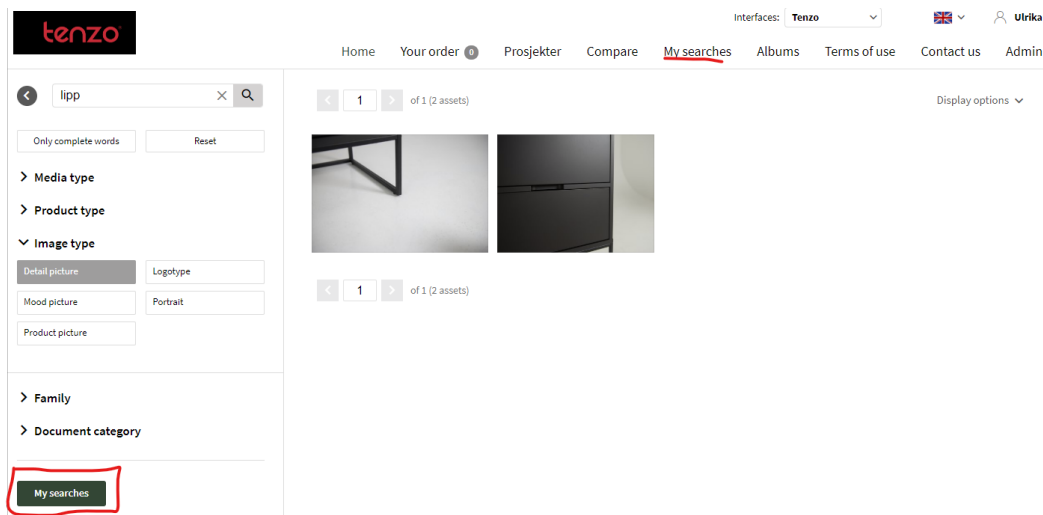 tenzo
Interfaces: Tenzo
Ulrika
Home Your order 0 Prosjekter Compare My searches Albums Terms of use Contact us Admin
lipp
1 of 1 (2 assets)
Display options
Only complete words Reset
Media type
Product type
Image type
Detail picture Logotype
Mood picture Portrait
Product picture
1 of 1 (2 assets)
Family
Document category
My searches